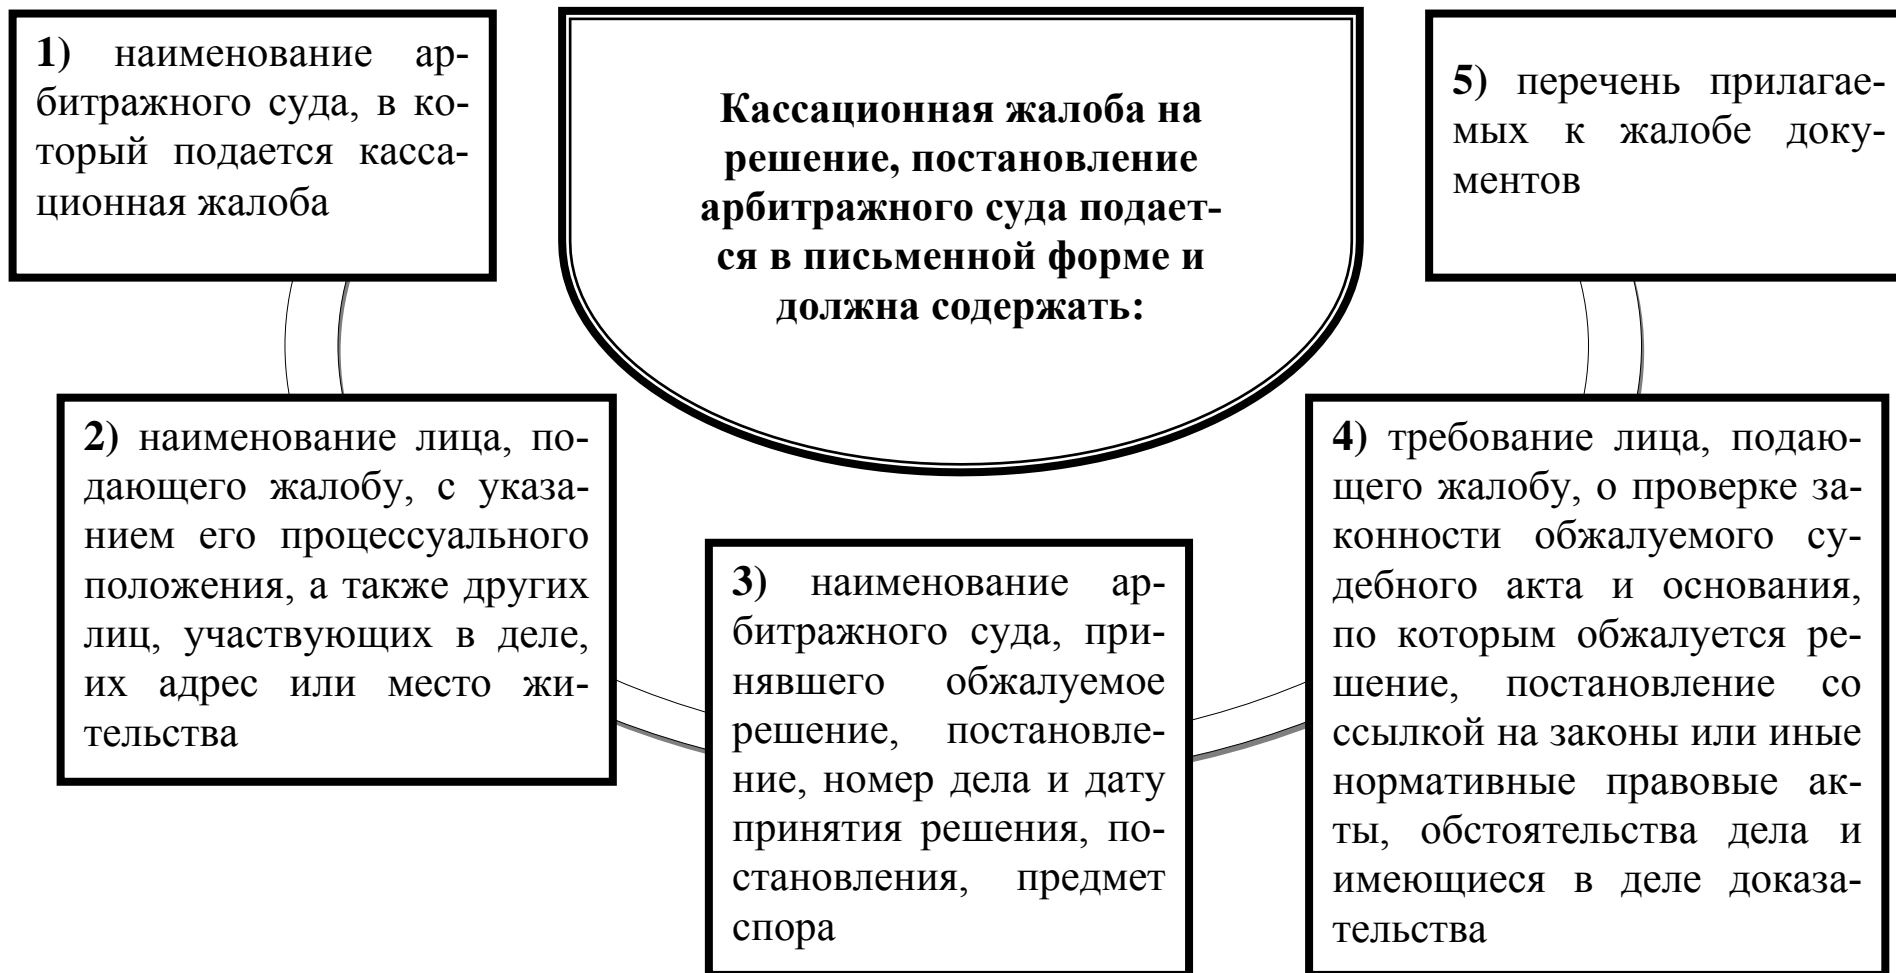 Кассационная жалоба на
решение, постановление
арбитражного суда подает-
ся в письменной форме и
должна содержать:
1) наименование ар-
битражного суда, в ко-
торый подается касса-
ционная жалоба
2) наименование лица, по-
дающего жалобу, с указа-
нием его процессуального
положения, а также других
лиц, участвующих в деле,
их адрес или место жи-
тельства
3) наименование ар-
битражного суда, при-
нявшего обжалуемое
решение, постановле-
ние, номер дела и дату
принятия решения, по-
становления, предмет
спора
4) требование лица, подаю-
щего жалобу, о проверке за-
конности обжалуемого су-
дебного акта и основания,
по которым обжалуется ре-
шение, постановление со
ссылкой на законы или иные
нормативные правовые ак-
ты, обстоятельства дела и
имеющиеся в деле доказа-
тельства
5) перечень прилагае-
мых к жалобе доку-
ментов